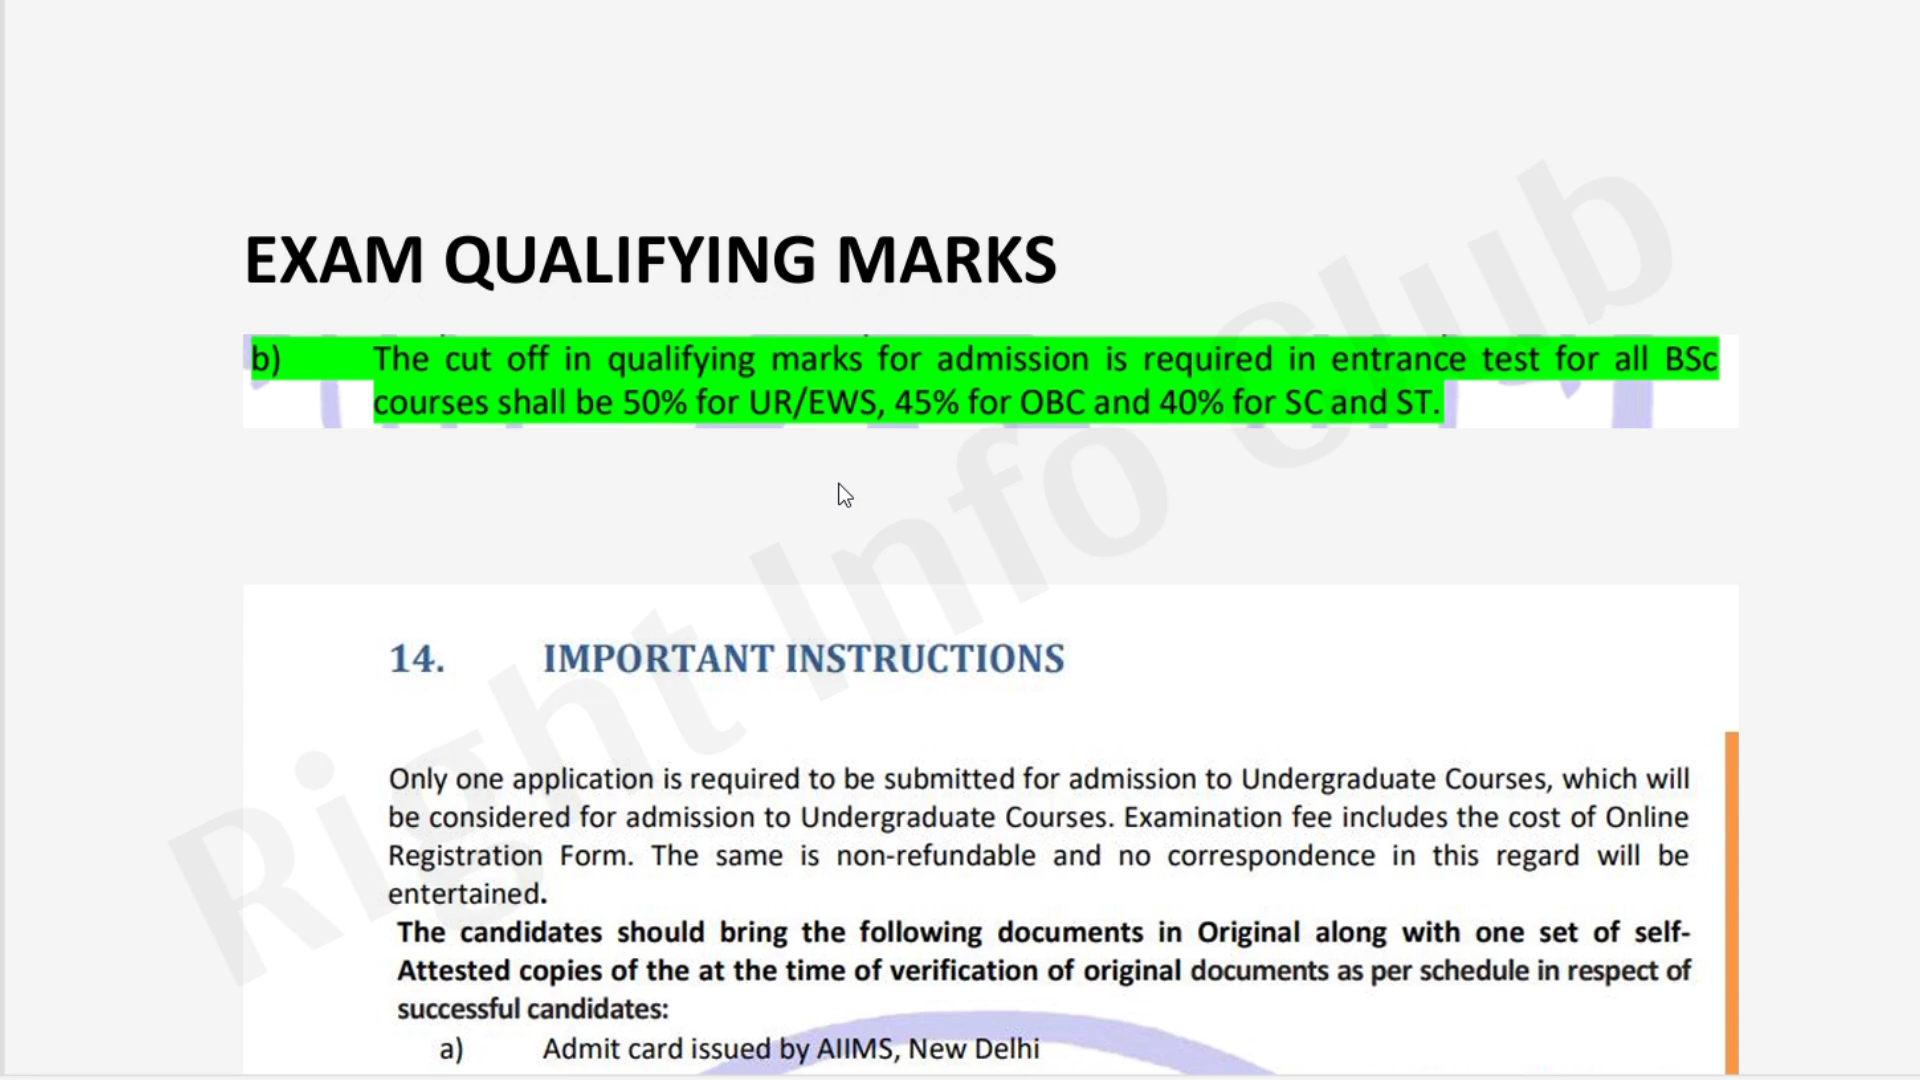 EXAM QUALIFYING MARKS
b) The cut off in qualifying marks for admission is required in entrance test for all BSc
courses shall be 50% for UR/EWS, 45% for OBC and 40% for SC and ST.
14. IMPORTANT INSTRUCTIONS
Only one application is required to be submitted for admission to Undergraduate Courses, which will
be considered for admission to Undergraduate Courses. Examination fee includes the cost of Online
Registration Form. The same is non-refundable and no correspondence in this regard will be
entertained.
The candidates should bring the following documents in Original along with one set of self-
Attested copies of the at the time of verification of original documents as per schedule in respect of
successful candidates:
a) Admit card issued by AIIMS, New Delhi
Right Info Club